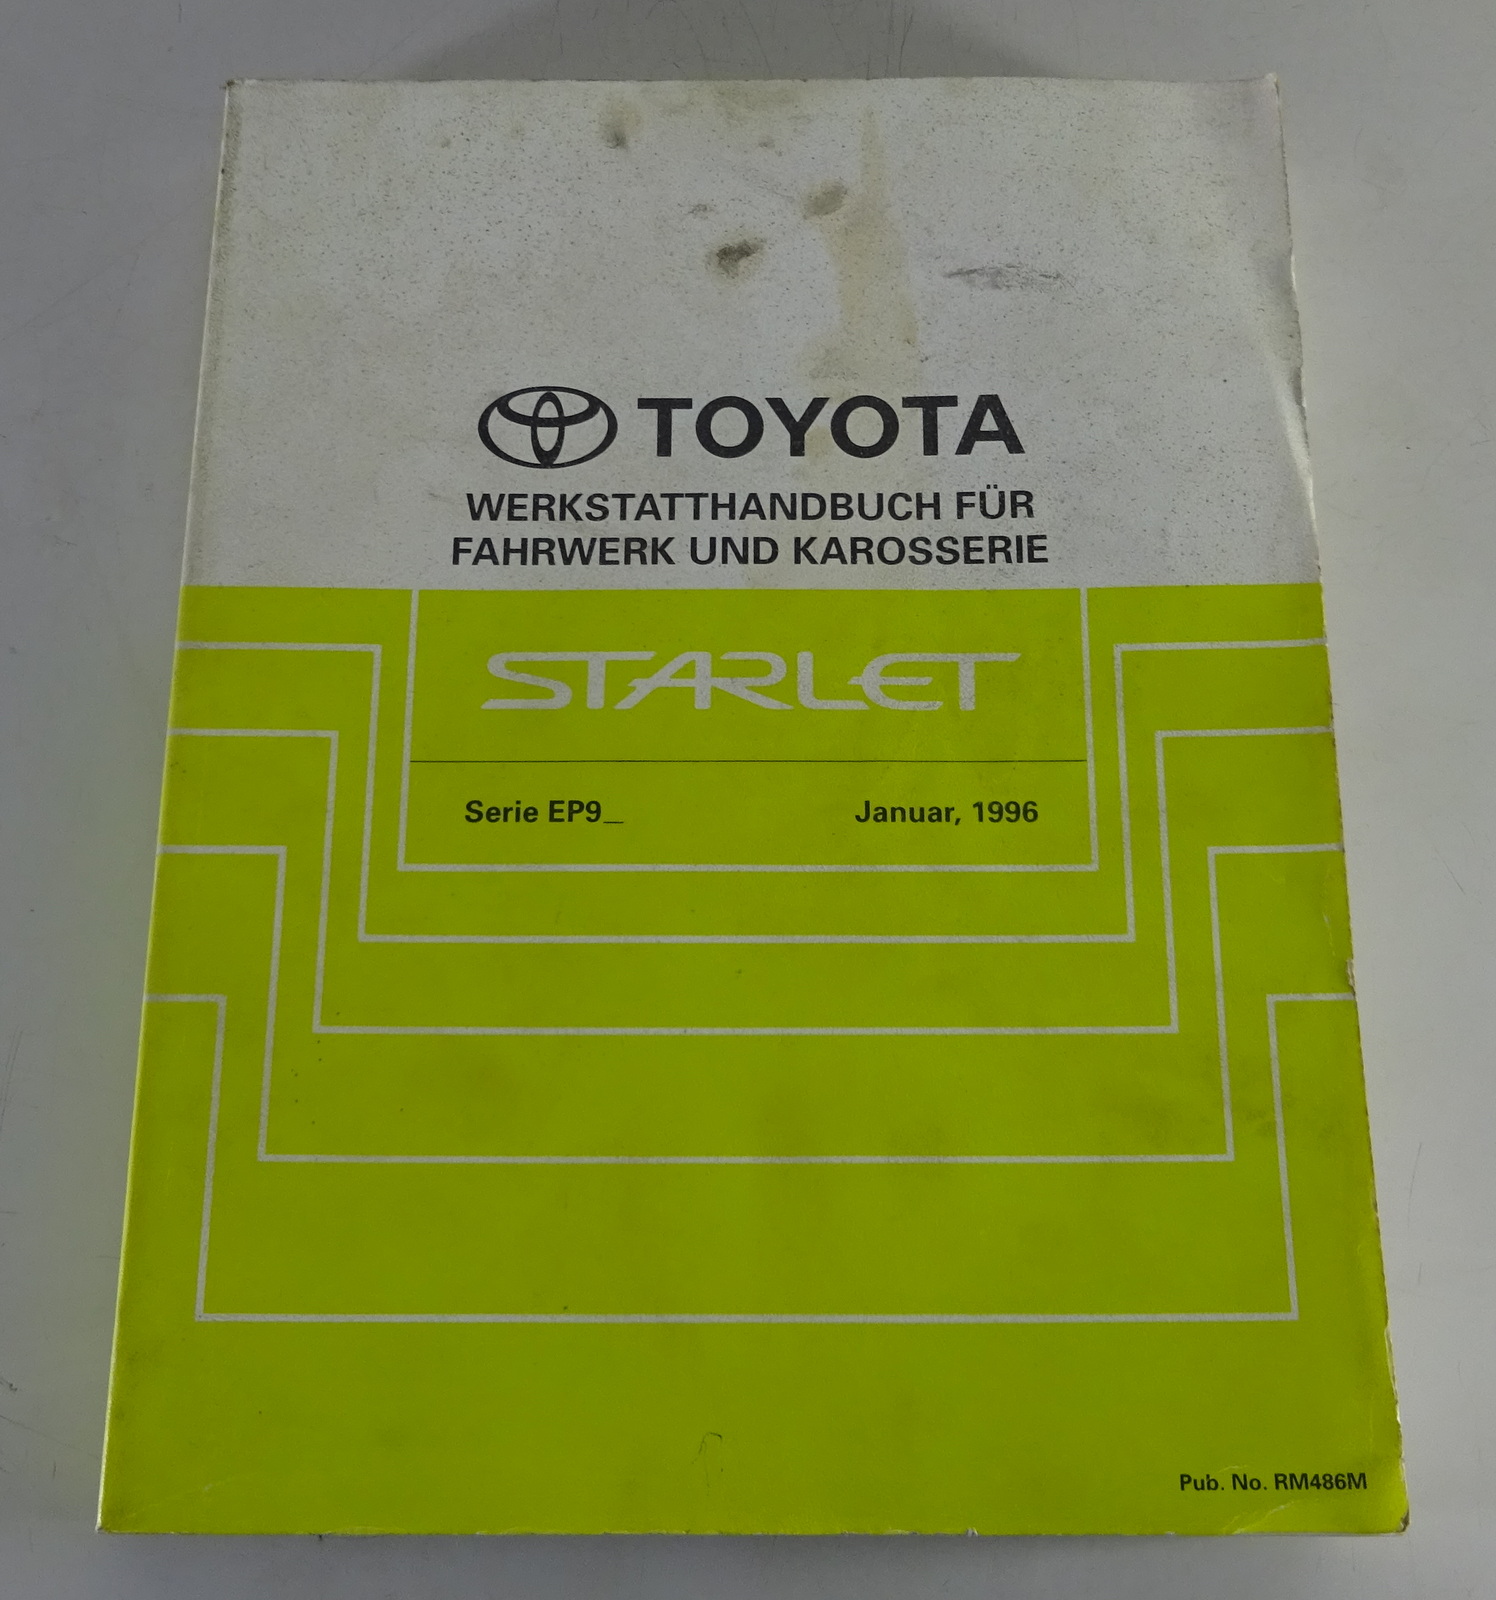 TOYOTA
WERKSTATTHANDBUCH FÜR
FAHRWERK UND KAROSSERIE
STARLET
Serie EP9_
Januar, 1996
Pub. No. RM486M